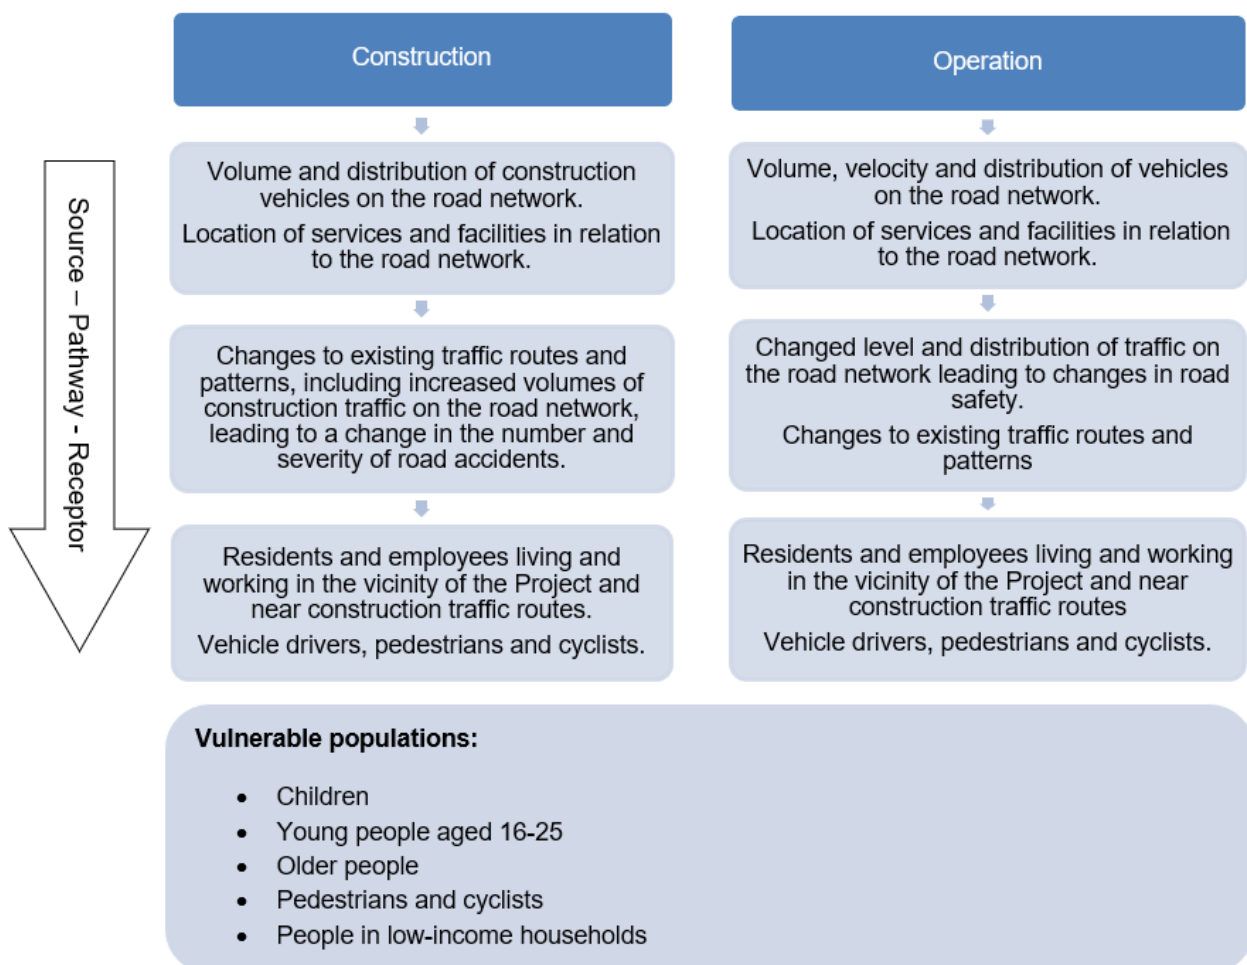 Construction
Operation
Source – Pathway - Receptor
Volume and distribution of construction
vehicles on the road network.
Location of services and facilities in relation
to the road network.
Volume, velocity and distribution of vehicles
on the road network.
Location of services and facilities in relation
to the road network.
Changes to existing traffic routes and
patterns, including increased volumes of
construction traffic on the road network,
leading to a change in the number and
severity of road accidents.
Changed level and distribution of traffic on
the road network leading to changes in road
safety.
Changes to existing traffic routes and
patterns
Residents and employees living and
working in the vicinity of the Project and
near construction traffic routes.
Vehicle drivers, pedestrians and cyclists.
Residents and employees living and working
in the vicinity of the Project and near
construction traffic routes
Vehicle drivers, pedestrians and cyclists.
Vulnerable populations:
• Children
• Young people aged 16-25
• Older people
• Pedestrians and cyclists
• People in low-income households